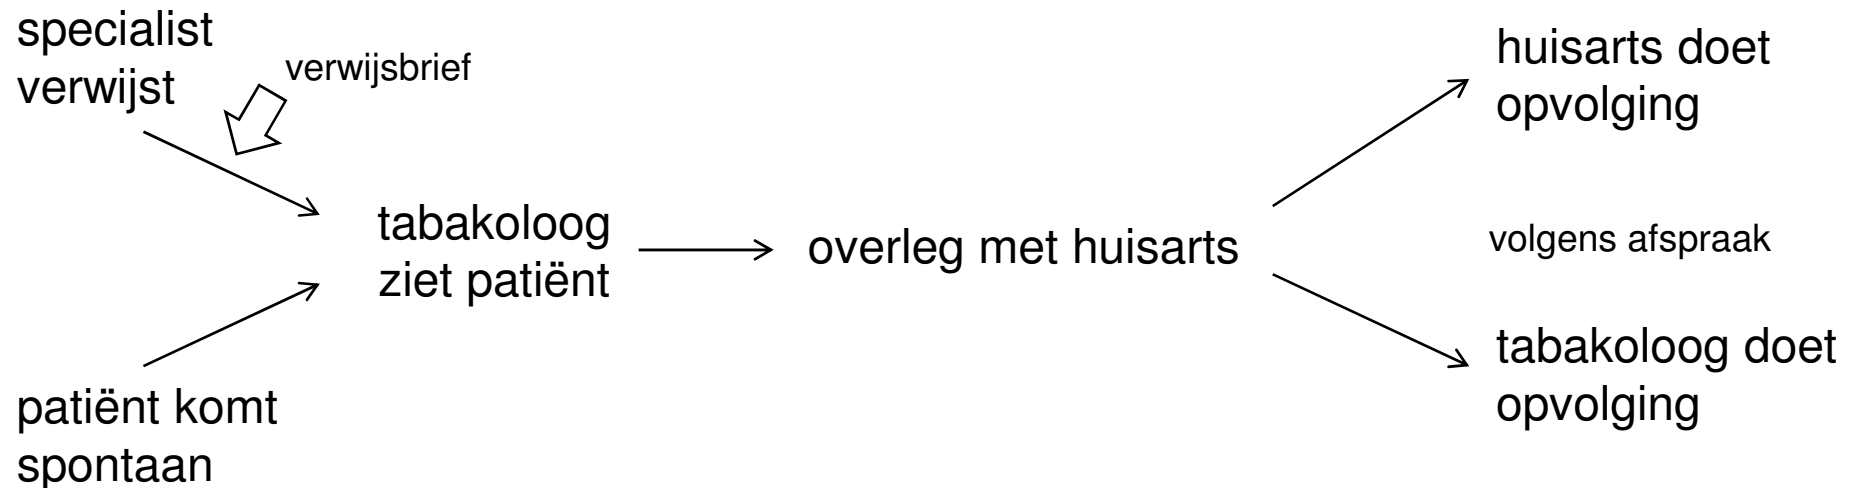 specialist
verwijst
verwijsbrief
patiënt komt
spontaan
tabakoloog
ziet patiënt
overleg met huisarts
huisarts doet
opvolging
volgens afspraak
tabakoloog doet
opvolging